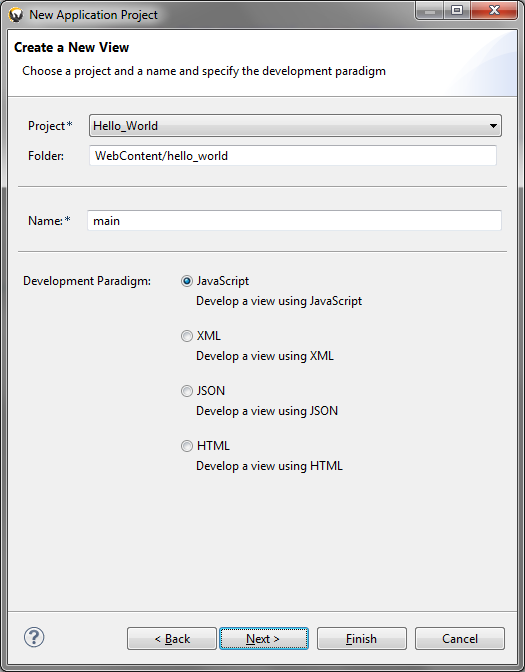 New Application Project
Create a New View
Choose a project and a name and specify the development paradigm
Project* Hello_World
Folder: WebContent/hello_world
Name:* main
Development Paradigm: JavaScript
Develop a view using JavaScript
XML
Develop a view using XML
JSON
Develop a view using JSON
HTML
Develop a view using HTML
? < Back Next > Finish Cancel